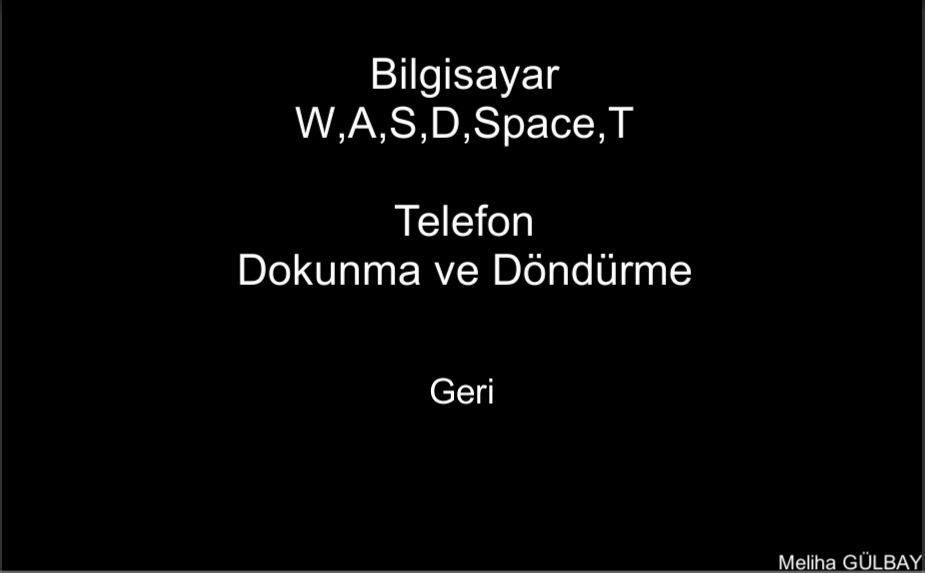 Bilgisayar
W,A,S,D,Space,T
Telefon
Dokunma ve Döndürme
Geri
Meliha GÜLBAY